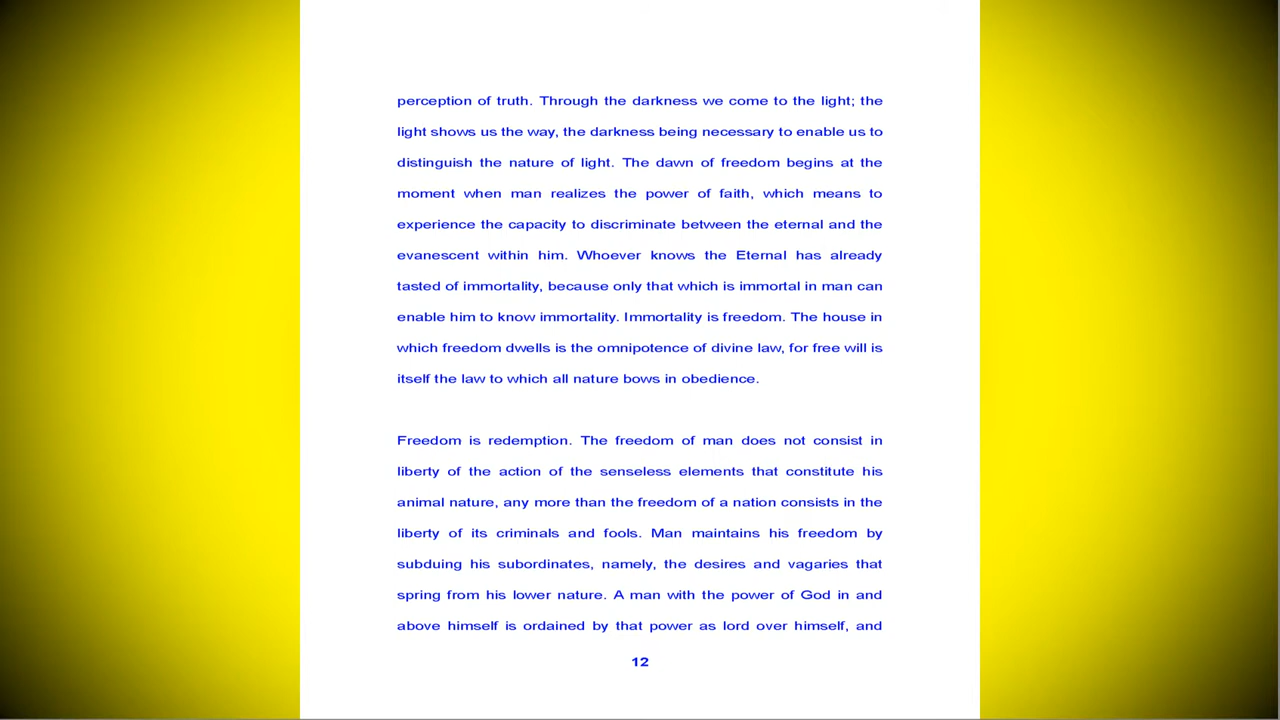 perception of truth. Through the darkness we come to the light; the
light shows us the way, the darkness being necessary to enable us to
distinguish the nature of light. The dawn of freedom begins at the
moment when man realizes the power of faith, which means to
experience the capacity to discriminate between the eternal and the
evanescent within him. Whoever knows the Eternal has already
tasted of immortality, because only that which is immortal in man can
enable him to know immortality. Immortality is freedom. The house in
which freedom dwells is the omnipotence of divine law, for free will is
itself the law to which all nature bows in obedience.
Freedom is redemption. The freedom of man does not consist in
liberty of the action of the senseless elements that constitute his
animal nature, any more than the freedom of a nation consists in the
liberty of its criminals and fools. Man maintains his freedom by
subduing his subordinates, namely, the desires and vagaries that
spring from his lower nature. A man with the power of God in and
above himself is ordained by that power as lord over himself, and
12